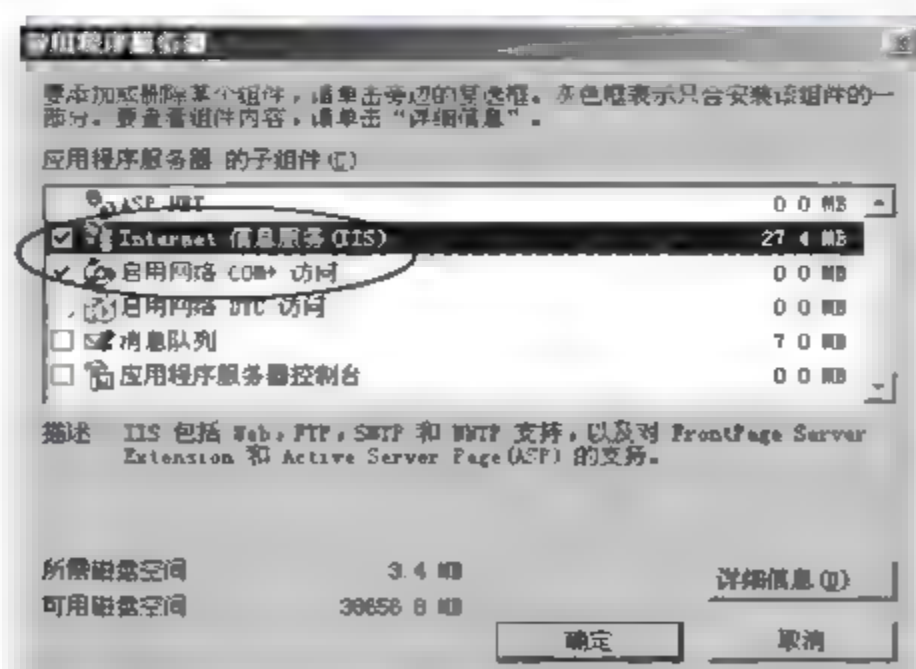 应用程序服务器
要添加或删除某个组件，请单击旁边的复选框。灰色框表示只会安装该组件的一
部分。要查看组件内容，请单击“详细信息”。
应用程序服务器 的子组件(C)
ASP.NET 0.0 MB
Internet 信息服务(IIS) 27.4 MB
启用网络 COM+ 访问 0.0 MB
启用网络 DTC 访问 0.0 MB
消息队列 7.0 MB
应用程序服务器控制台 0.0 MB
描述 IIS 包括 Web，FTP，SMTP 和 NNTP 支持，以及对 FrontPage Server
Extension 和 Active Server Page(ASP) 的支持。
所需磁盘空间 3.4 MB
可用磁盘空间 MB
详细信息(D)
确定 取消